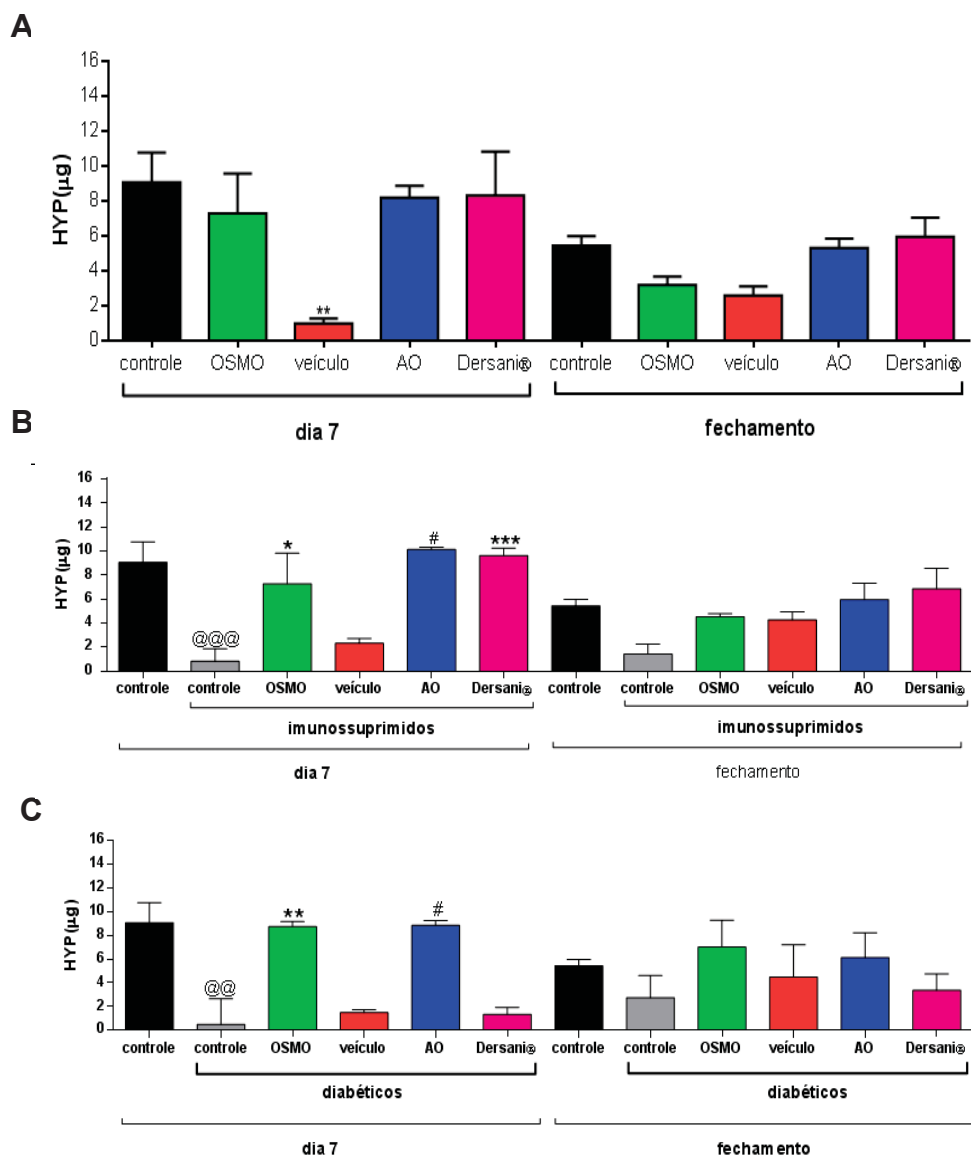 A
16
14
12
10
8
6
4
2
0
HYP(µg)
**
controle OSMO veículo AO Dersani® controle OSMO veículo AO Dersani®
dia 7 fechamento
B
16
14
12
10
8
6
4
2
0
HYP(µg)
@@@ * # ***
controle controle OSMO veículo AO Dersani® controle controle OSMO veículo AO Dersani®
imunossuprimidos imunossuprimidos
dia 7 fechamento
C
16
14
12
10
8
6
4
2
0
HYP(µg)
@@ ** #
controle controle OSMO veículo AO Dersani® controle controle OSMO veículo AO Dersani®
diabéticos diabéticos
dia 7 fechamento